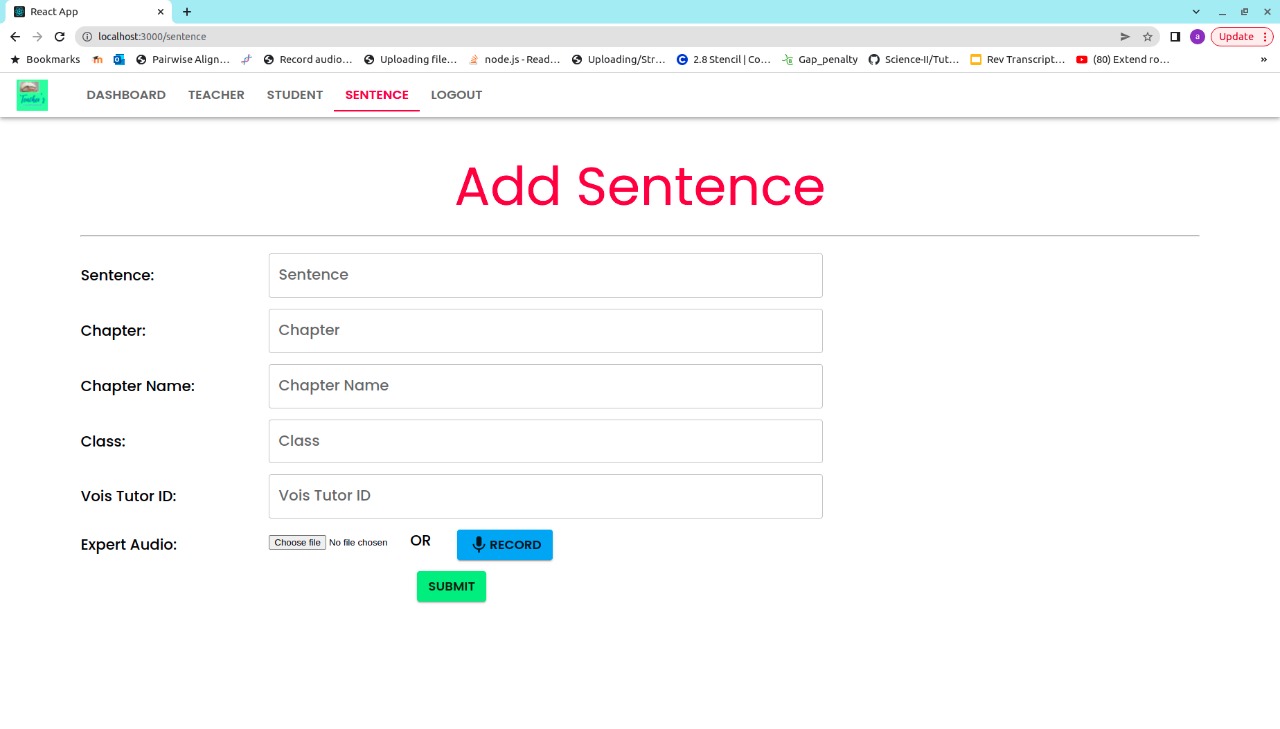 React App
localhost:3000/sentence
a
Update
Bookmarks Pairwise Align... Record audio... Uploading file... node.js - Read... Uploading/Str... 2.8 Stencil | Co... Gap_penalty Science-II/Tut... Rev Transcript... (80) Extend ro... »
Teacher's DASHBOARD TEACHER STUDENT SENTENCE LOGOUT
Add Sentence
Sentence: Sentence
Chapter: Chapter
Chapter Name: Chapter Name
Class: Class
Vois Tutor ID: Vois Tutor ID
Expert Audio: Choose file No file chosen OR RECORD
SUBMIT